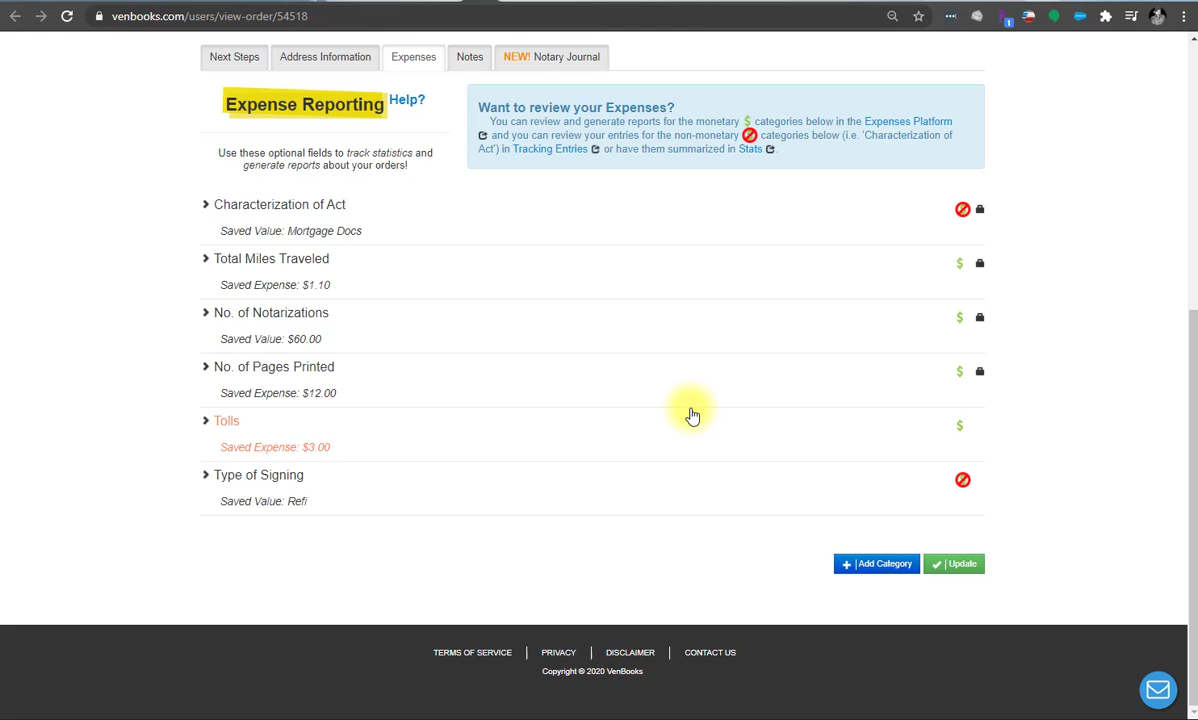 venbooks.com/users/view-order/54518
1
Next Steps
Address Information
Expenses
Notes
NEW! Notary Journal
Expense Reporting Help?
Use these optional fields to track statistics and
generate reports about your orders!
Want to review your Expenses?
You can review and generate reports for the monetary $ categories below in the Expenses Platform
and you can review your entries for the non-monetary categories below (i.e. 'Characterization of
Act') in Tracking Entries or have them summarized in Stats .
Characterization of Act
Saved Value: Mortgage Docs
Total Miles Traveled $
Saved Expense: $1.10
No. of Notarizations $
Saved Value: $60.00
No. of Pages Printed $
Saved Expense: $12.00
Tolls $
Saved Expense: $3.00
Type of Signing
Saved Value: Refi
+ |Add Category
|Update
TERMS OF SERVICE | PRIVACY | DISCLAIMER | CONTACT US
Copyright © 2020 VenBooks